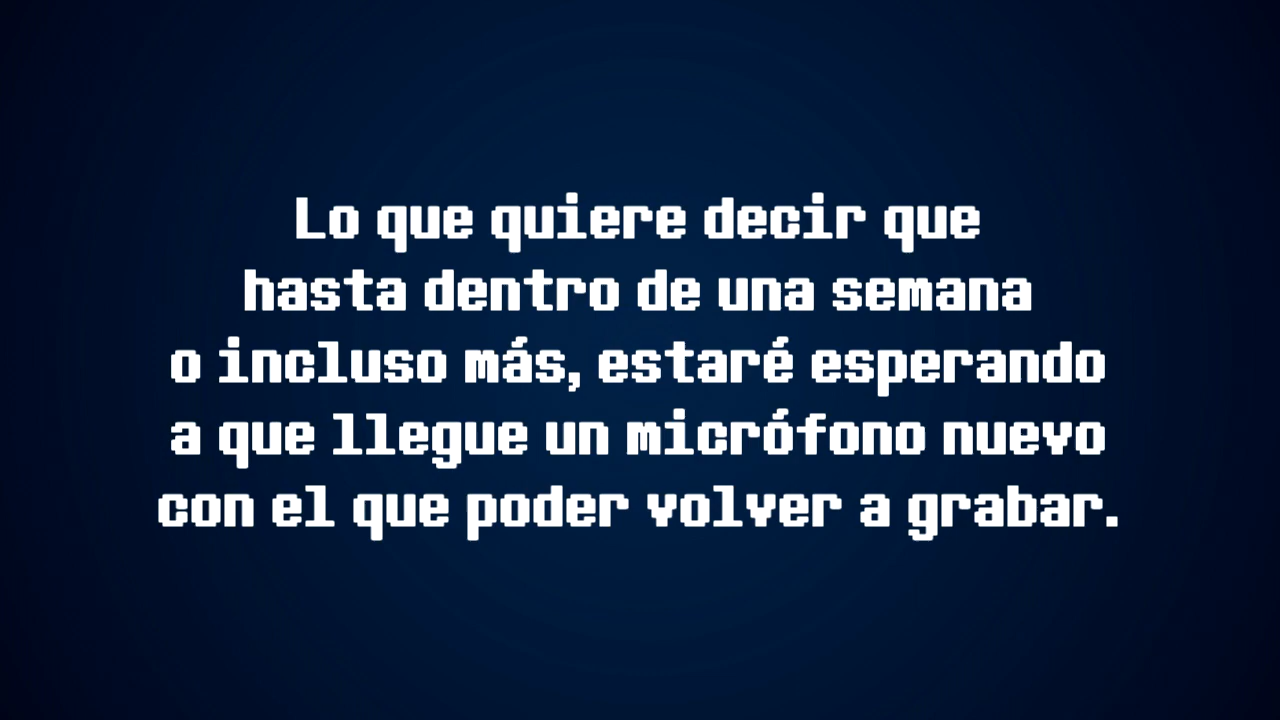 Lo que quiere decir que
hasta dentro de una semana
o incluso más, estaré esperando
a que llegue un micrófono nuevo
con el que poder volver a grabar.